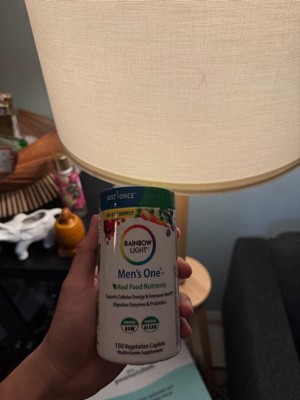 JUST ONCE
RAINBOW
LIGHT®
Men's One™
Real Food Nutrients
Supports Cellular Energy & Immune Health
Digestive Enzymes & Probiotics
150 Vegetarian Caplets
Multivitamin Supplement